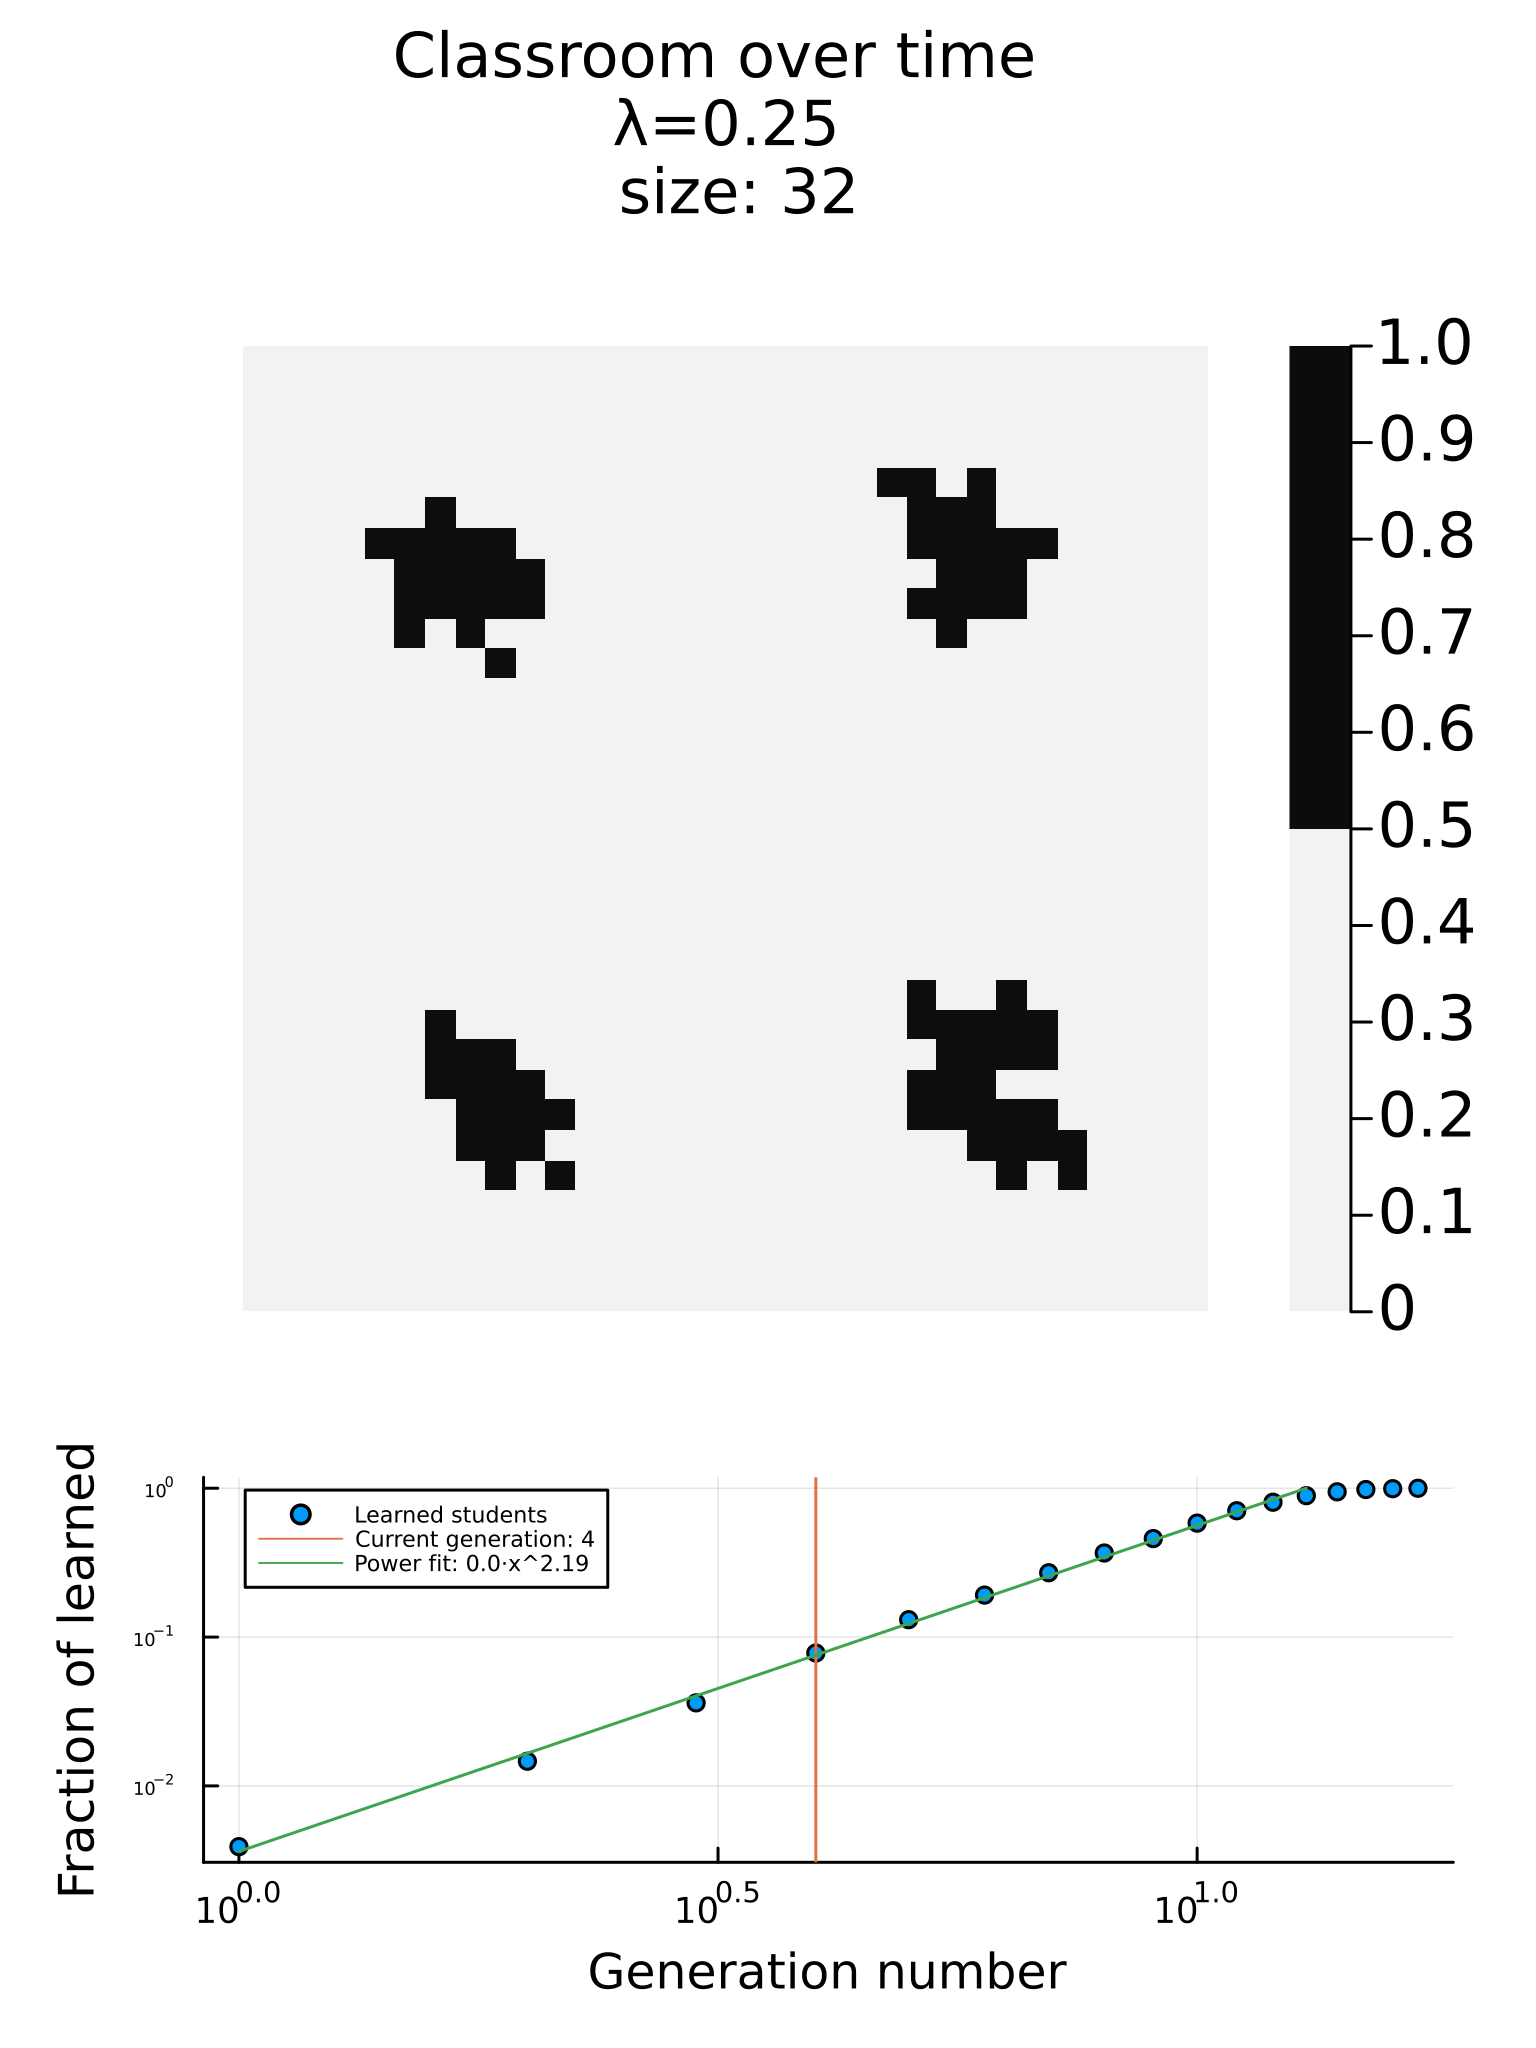 Classroom over time
λ=0.25
size: 32
1.0
0.9
0.8
0.7
0.6
0.5
0.4
0.3
0.2
0.1
0
Fraction of learned
10^0
10^-1
10^-2
Learned students
Current generation: 4
Power fit: 0.0·x^2.19
10^0.0
10^0.5
10^1.0
Generation number